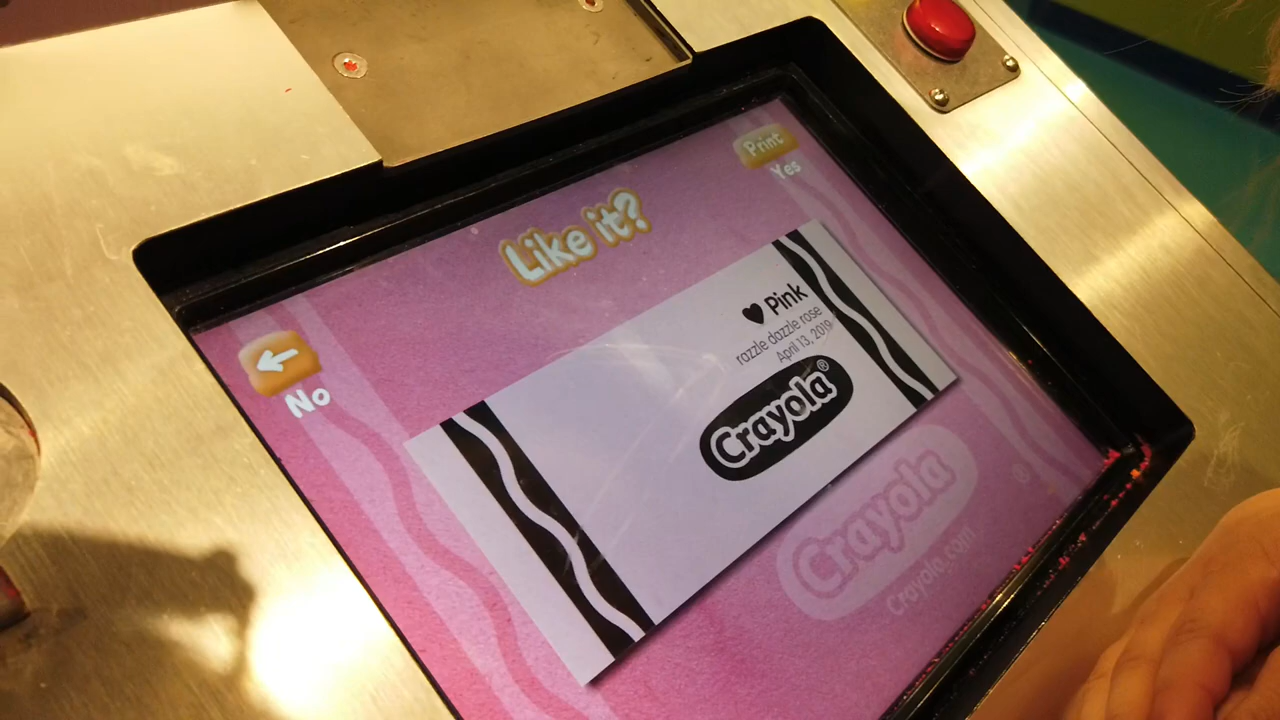 Print
Yes
Like it?
No
♥ Pink
razzle dazzle rose
April 13, 2019
Crayola®
Crayola®
Crayola.com